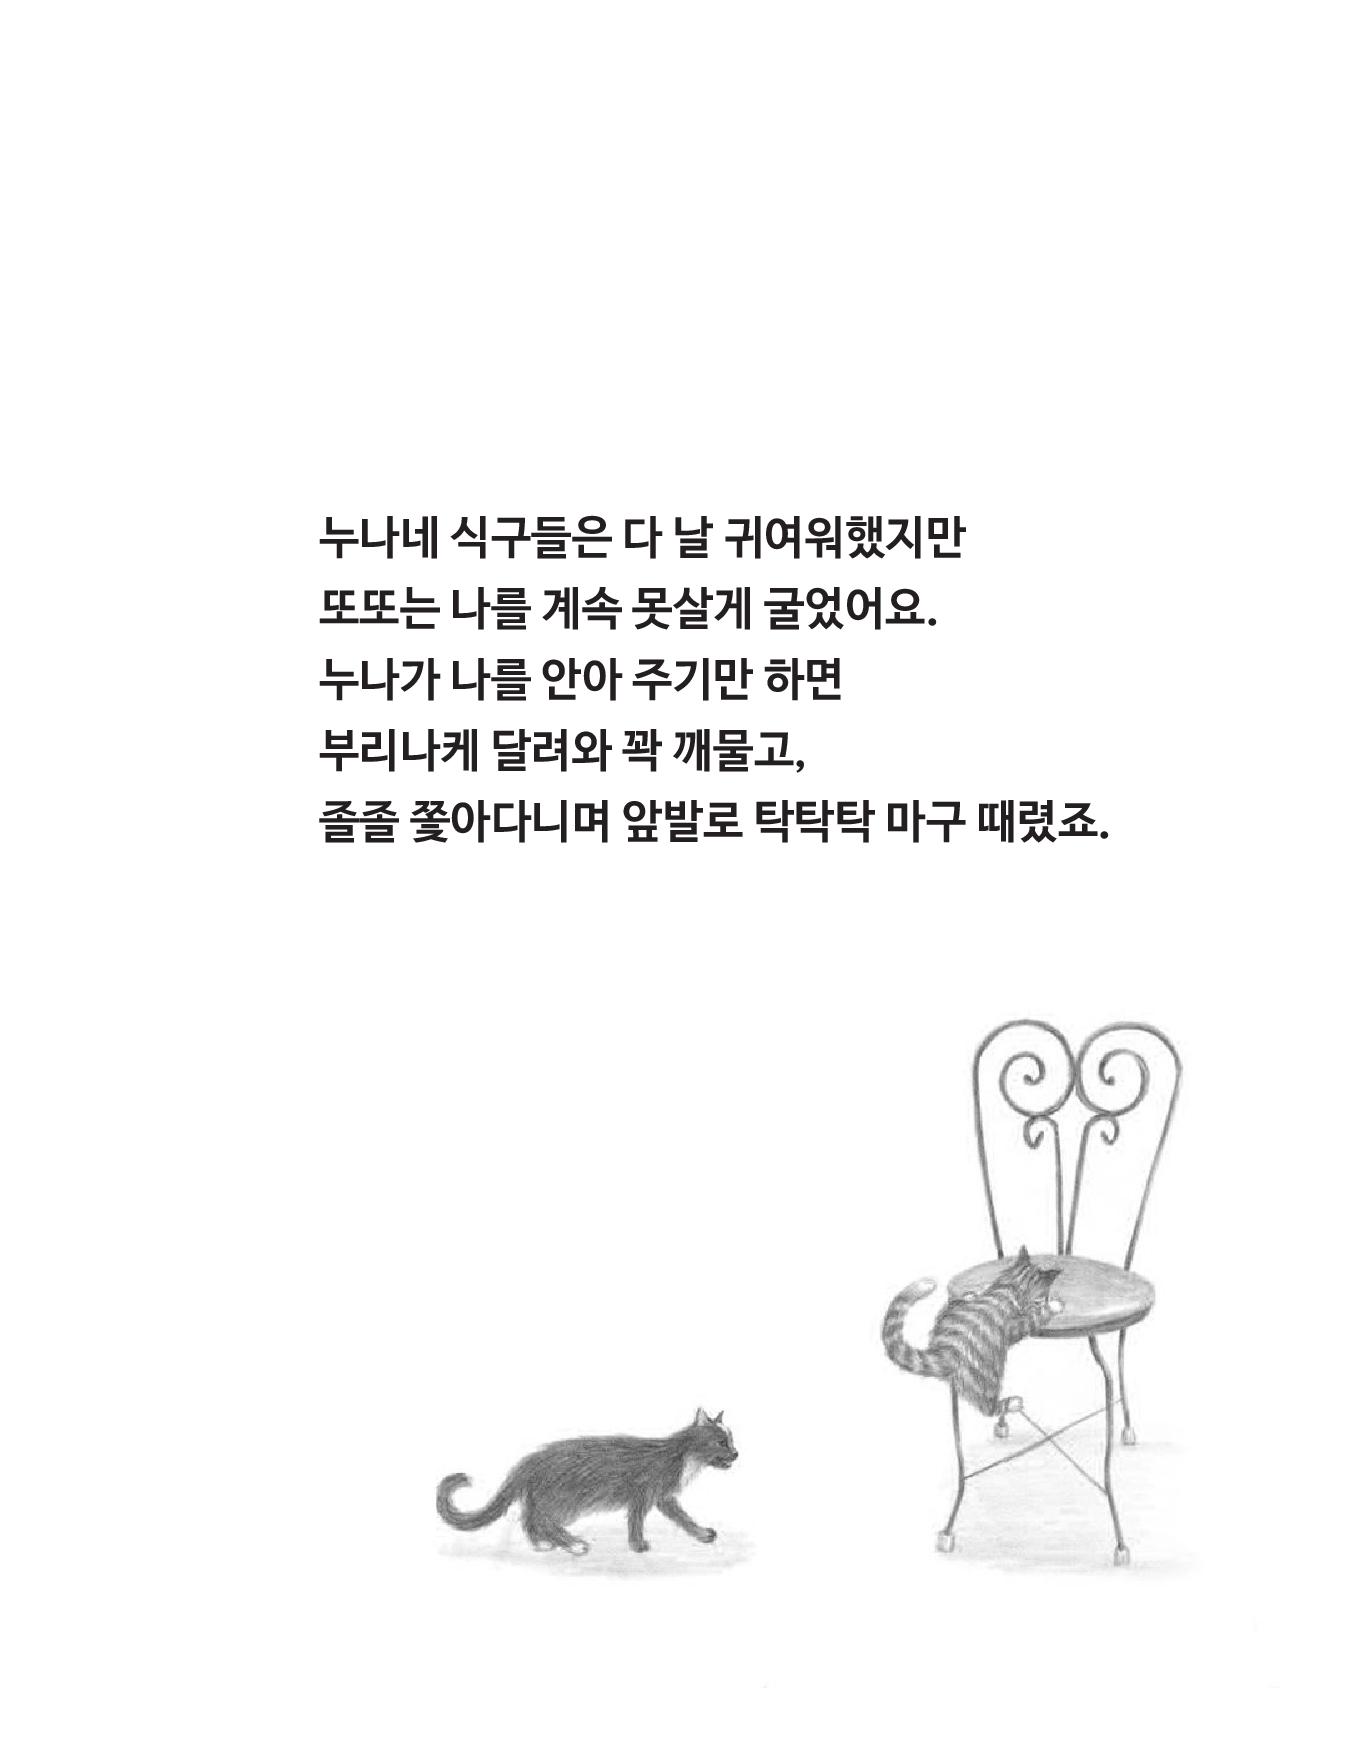 누나네 식구들은 다 날 귀여워했지만
또또는 나를 계속 못살게 굴었어요.
누나가 나를 안아 주기만 하면
부리나케 달려와 꽉 깨물고,
졸졸 쫓아다니며 앞발로 탁탁탁 마구 때렸죠.